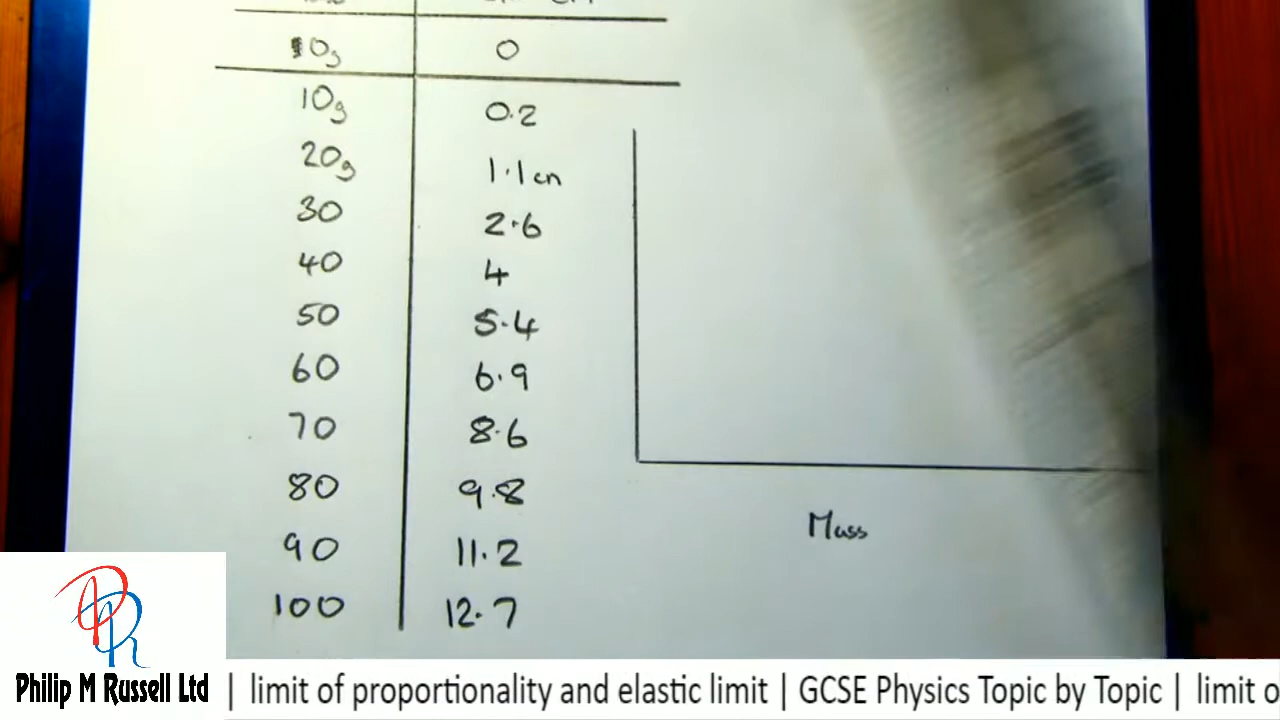 0g 0
10g 0.2
20g 1.1cm
30 2.6
40 4
50 5.4
60 6.9
70 8.6
80 9.8
90 11.2
100 12.7
Mass
Philip M Russell Ltd
| limit of proportionality and elastic limit | GCSE Physics Topic by Topic | limit o